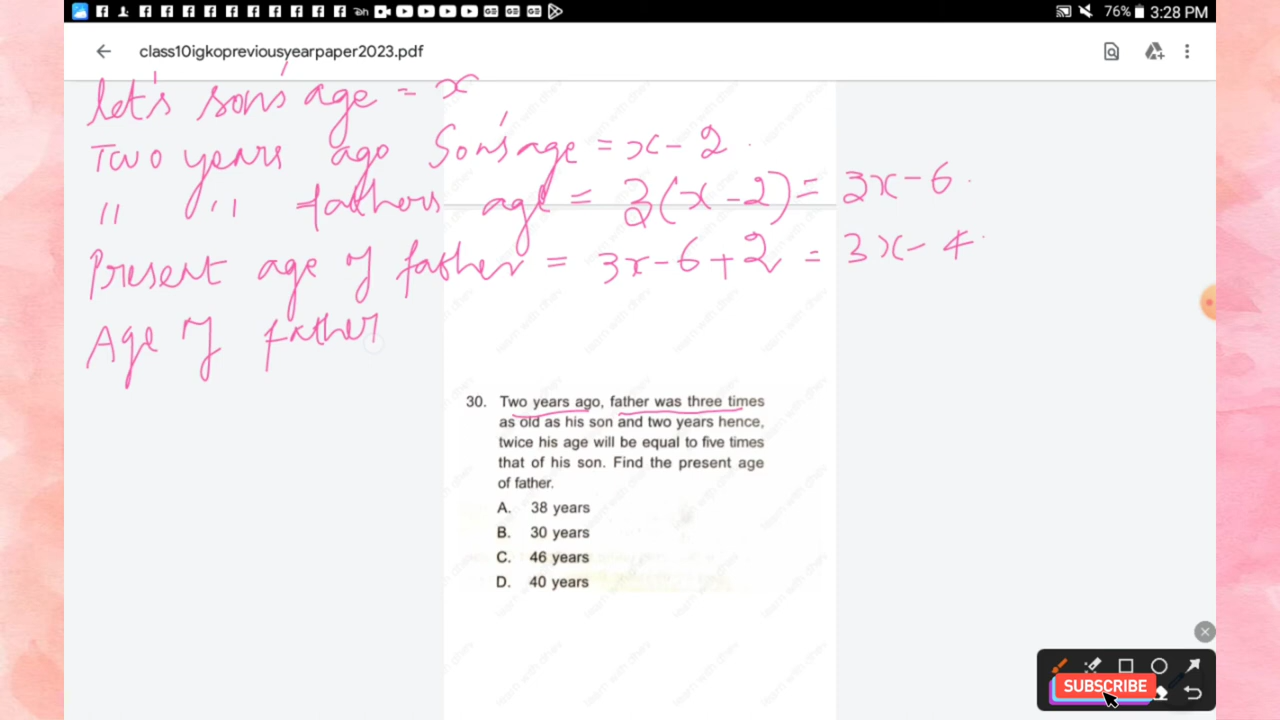 76% 3:28 PM
class10igkopreviousyearpaper2023.pdf
let's son's age = x
Two years ago Son's age = x - 2.
" " fathers age = 3(x - 2) = 3x - 6.
Present age of father = 3x - 6 + 2 = 3x - 4.
Age of father
30. Two years ago, father was three times
as old as his son and two years hence,
twice his age will be equal to five times
that of his son. Find the present age
of father.
A. 38 years
B. 30 years
C. 46 years
D. 40 years
SUBSCRIBE
learn with dhev